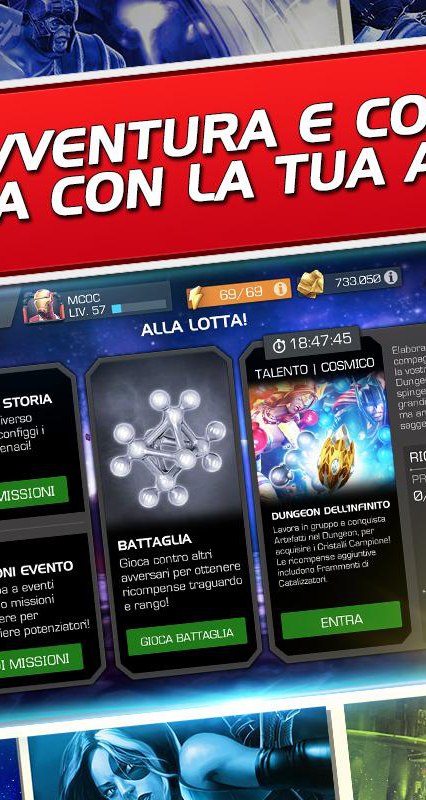 VVENTURA E CO
A CON LA TUA A
MCOC
LIV. 57
69/69
733.050
ALLA LOTTA!
18:47:45
TALENTO | COSMICO
STORIA
iverso
configgi i
enaci!
MISSIONI
ONI EVENTO
a a eventi
o missioni
ere per
iere potenziatori!
DI MISSIONI
BATTAGLIA
Gioca contro altri
avversari per ottenere
ricompense traguardo
e rango!
GIOCA BATTAGLIA
DUNGEON DELL'INFINITO
Lavora in gruppo e conquista
Artefatti nel Dungeon, per
acquisire i Cristalli Campione!
Le ricompense aggiuntive
includono Frammenti di
Catalizzatori.
ENTRA
Elabora
compag
la vostr
Dunge
spinge
grandi
ma an
sagge
RIC
PR
0/